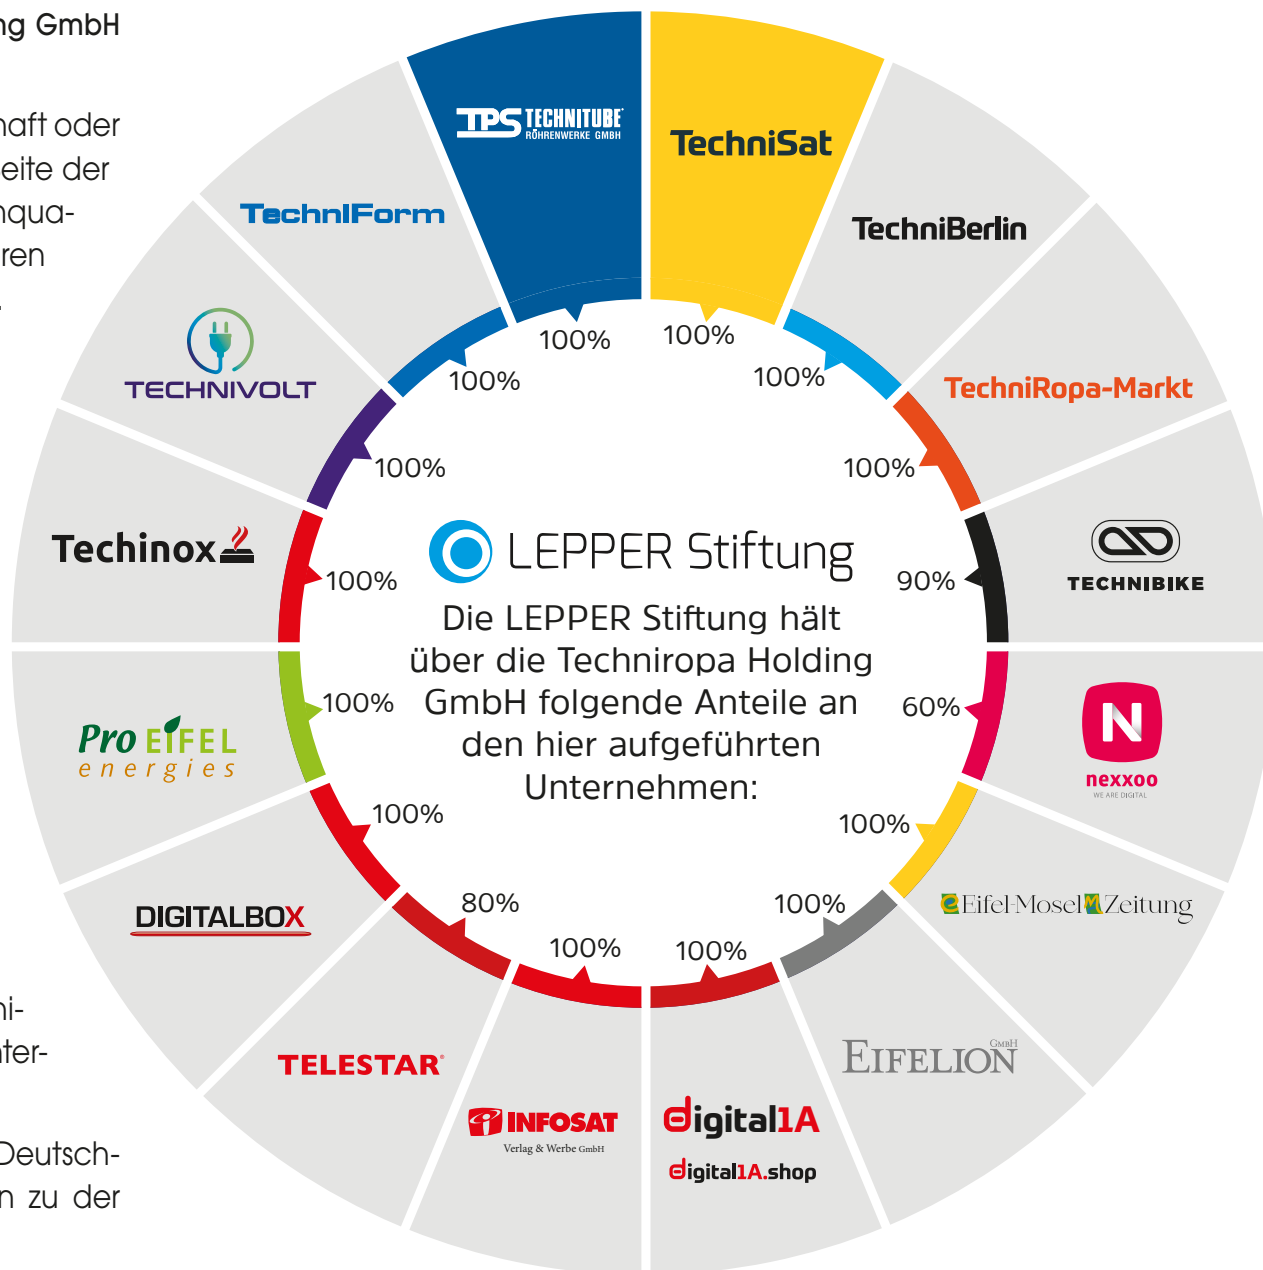 ng GmbH
haft oder
eite der
nqua-
ren
.
ni-
nter-
Deutsch-
n zu der
TPS TECHNITUBE®
RÖHRENWERKE GMBH
TechniSat
TechniBerlin
TechniRopa-Markt
TECHNIBIKE
N
nexxoo
WE ARE DIGITAL
Eifel-Mosel Zeitung
EIFELION GmbH
digital1A
digital1A.shop
INFOSAT
Verlag & Werbe GmbH
TELESTAR®
DIGITALBOX
Pro EIFEL
energies
Techinox
TECHNIVOLT
TechnIForm
100%
100%
100%
100%
90%
60%
100%
100%
100%
100%
80%
100%
100%
100%
100%
100%
LEPPER Stiftung
Die LEPPER Stiftung hält
über die Techniropa Holding
GmbH folgende Anteile an
den hier aufgeführten
Unternehmen: